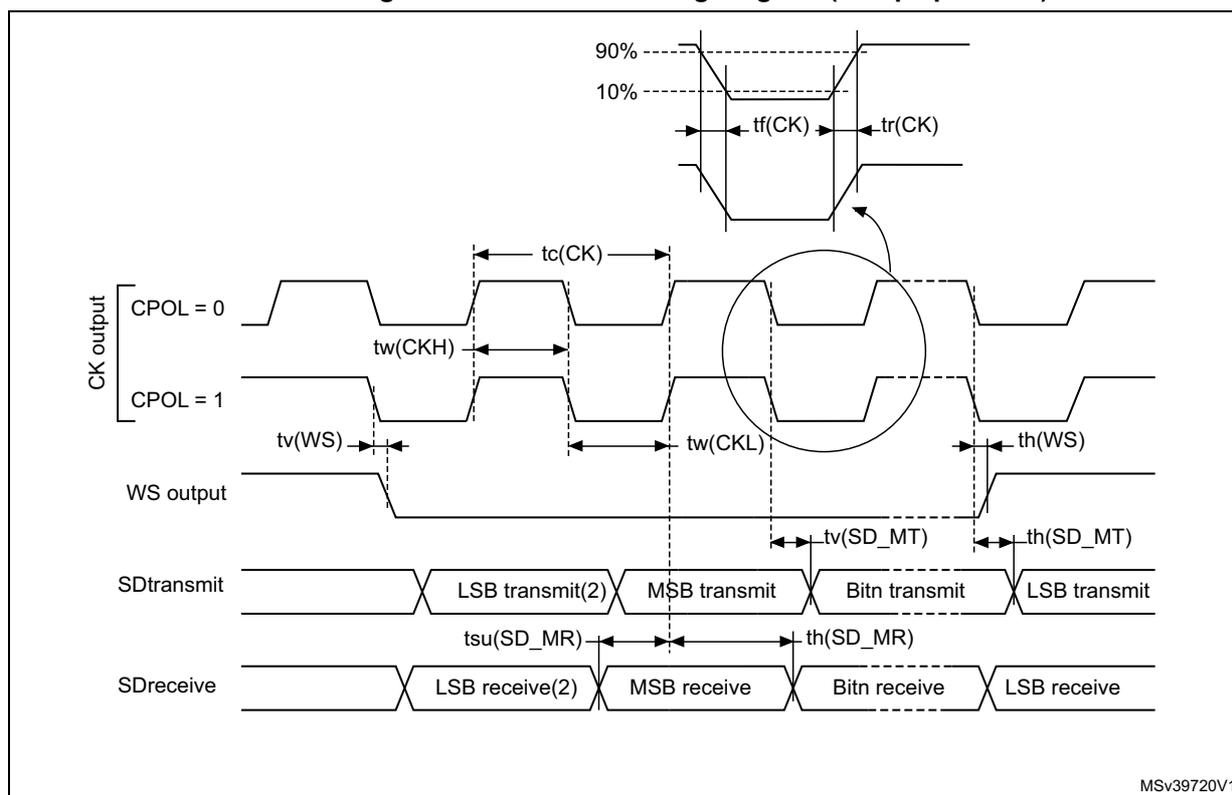 90%
10%
tf(CK)
tr(CK)
tc(CK)
CK output
CPOL = 0
tw(CKH)
CPOL = 1
tv(WS)
tw(CKL)
th(WS)
WS output
tv(SD_MT)
th(SD_MT)
SDtransmit
LSB transmit(2)
MSB transmit
Bitn transmit
LSB transmit
tsu(SD_MR)
th(SD_MR)
SDreceive
LSB receive(2)
MSB receive
Bitn receive
LSB receive
MSv39720V1